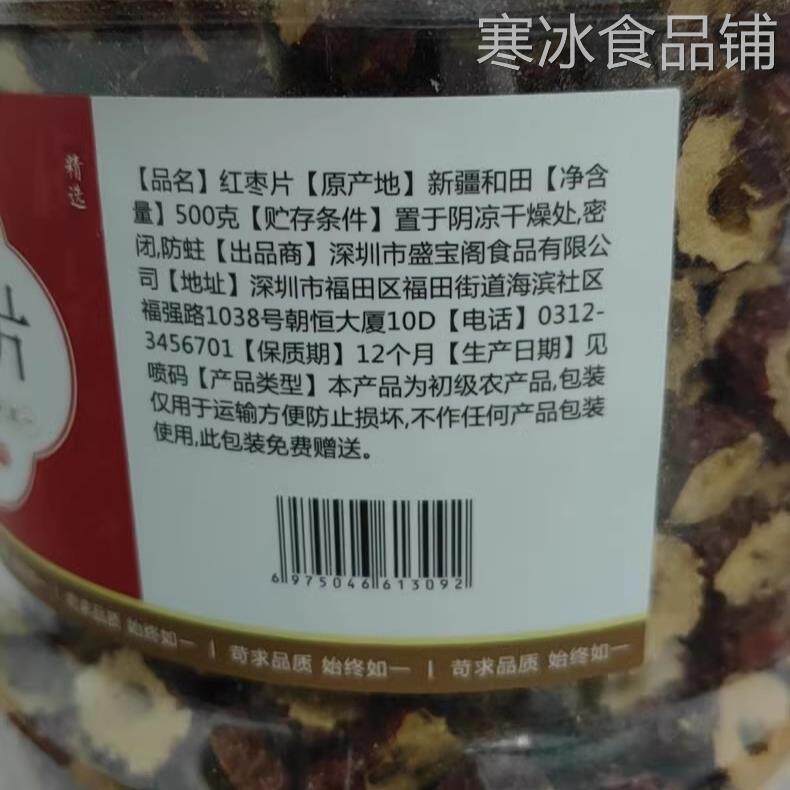 寒冰食品铺
精选
【品名】红枣片【原产地】新疆和田【净含
量】500克【贮存条件】置于阴凉干燥处,密
闭,防蛀【出品商】深圳市盛宝阁食品有限公
司【地址】深圳市福田区福田街道海滨社区
福强路1038号朝恒大厦10D【电话】0312-
3456701【保质期】12个月【生产日期】见
喷码【产品类型】本产品为初级农产品,包装
仅用于运输方便防止损坏,不作任何产品包装
使用,此包装免费赠送。
6 975046 613092
苛求品质 始终如一 | 苛求品质 始终如一 | 苛求品质 始终如一